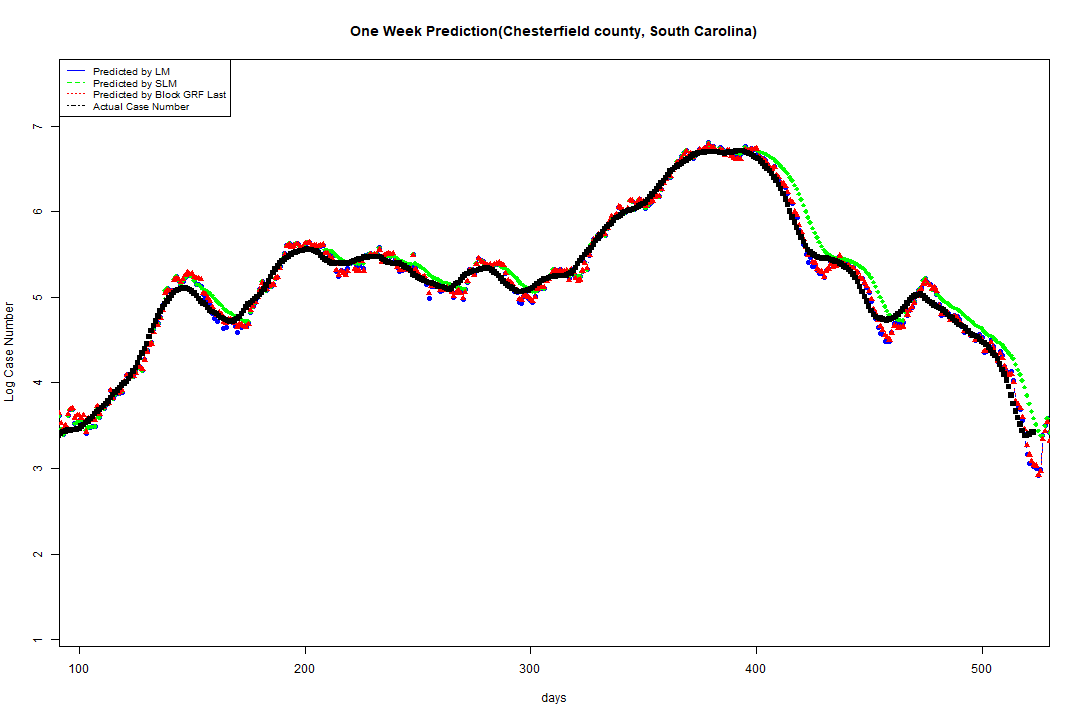 One Week Prediction(Chesterfield county, South Carolina)
Predicted by LM
Predicted by SLM
Predicted by Block GRF Last
Actual Case Number
7
6
5
4
3
2
1
Log Case Number
100 200 300 400 500
days